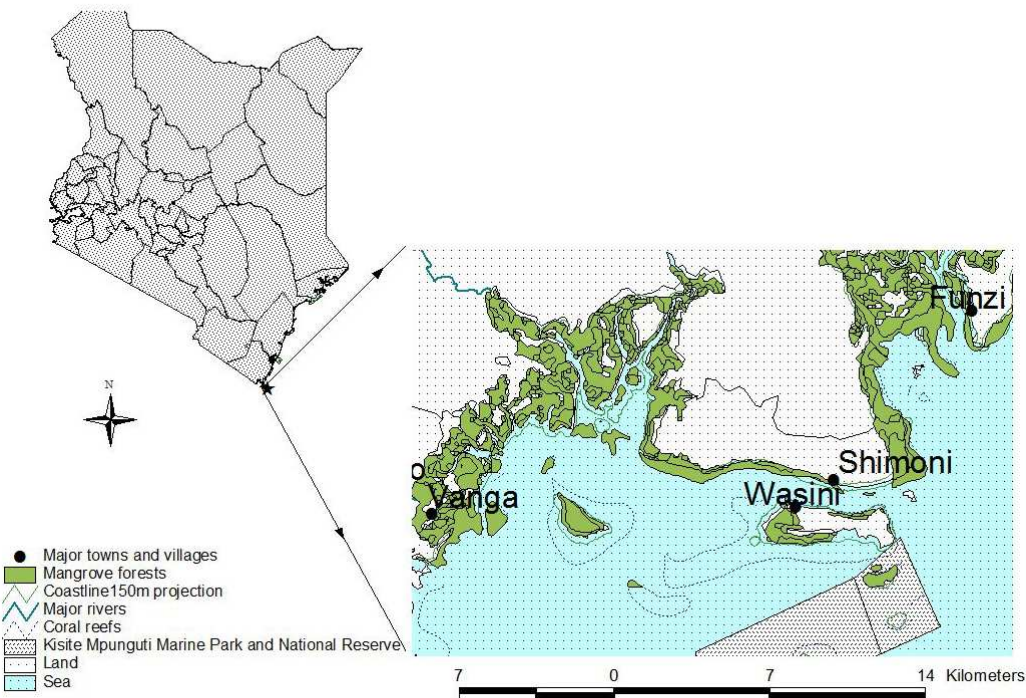 N
Funzi
Shimoni
Wasini
Vanga
o
Major towns and villages
Mangrove forests
Coastline150m projection
Major rivers
Coral reefs
Kisite Mpunguti Marine Park and National Reserve
Land
Sea
7 0 7 14 Kilometers